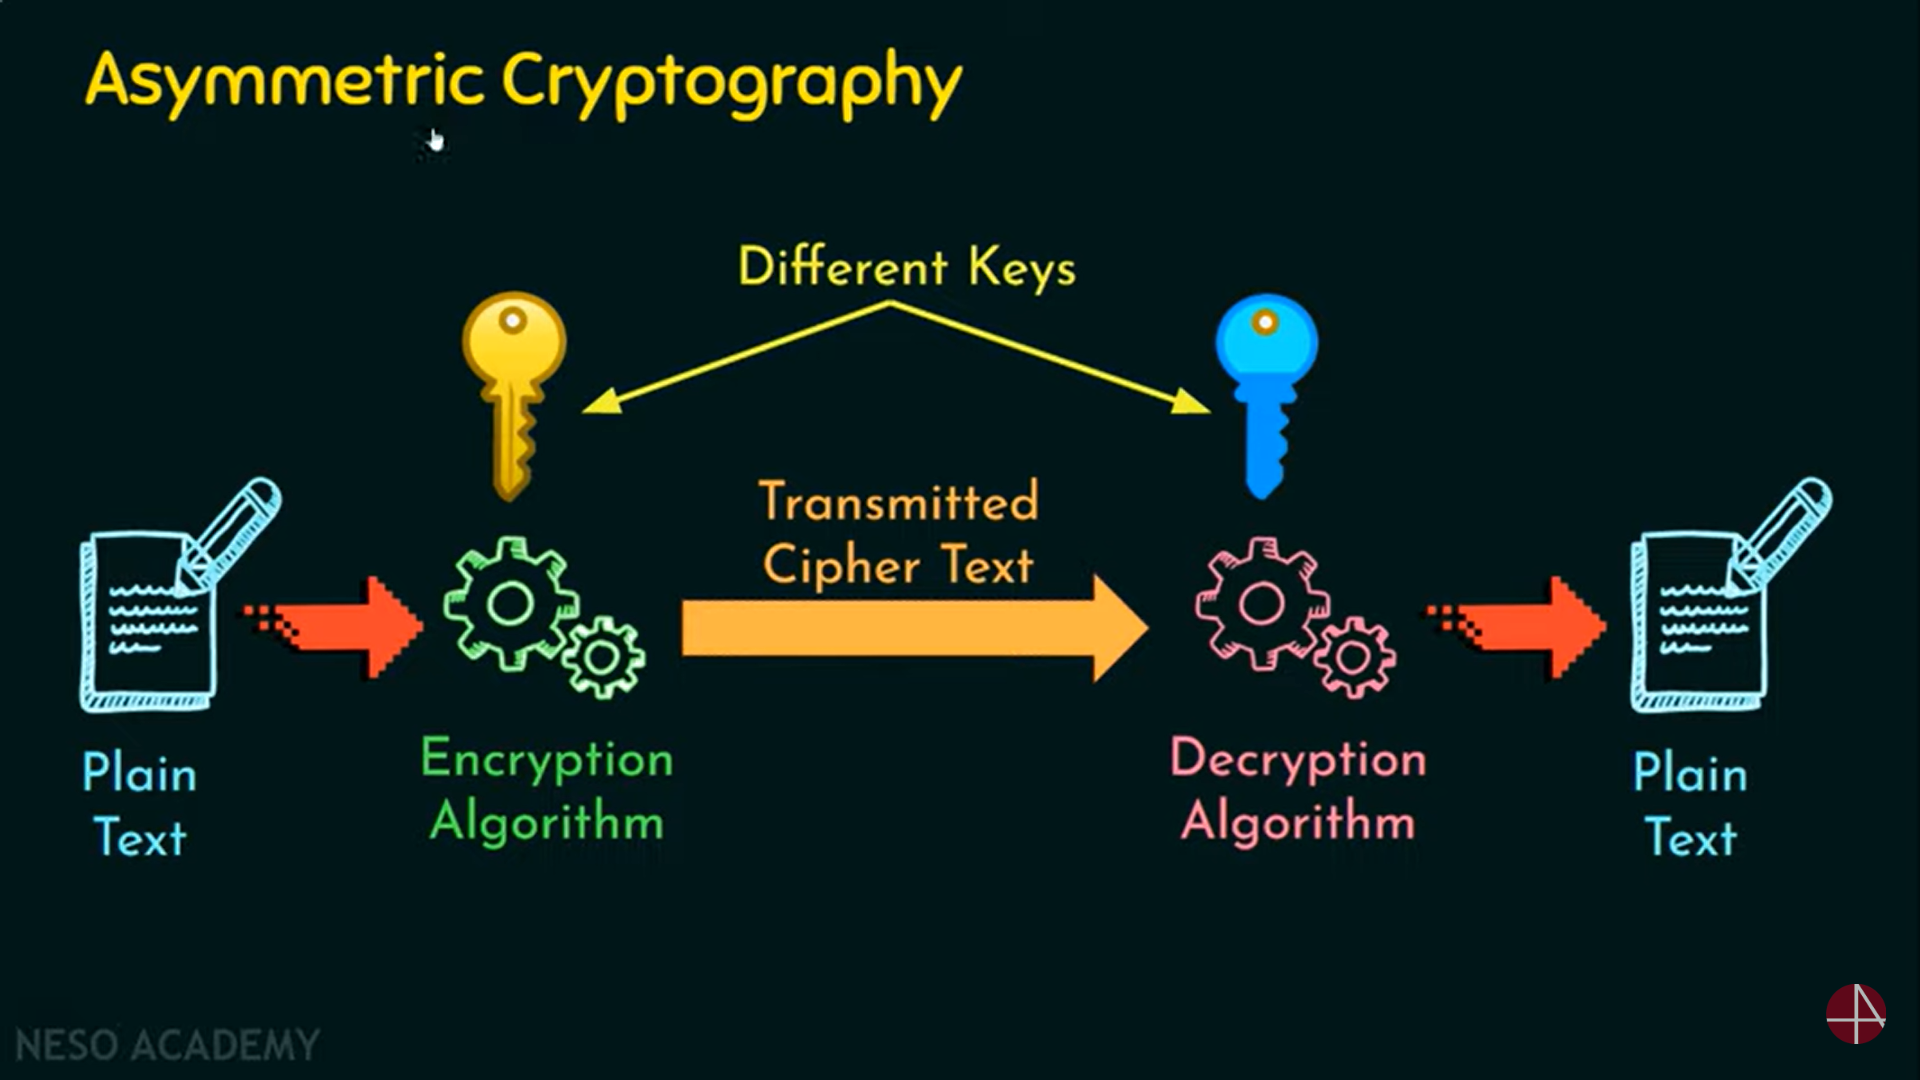 Asymmetric Cryptography
Different Keys
Transmitted
Cipher Text
Plain
Text
Encryption
Algorithm
Decryption
Algorithm
Plain
Text
NESO ACADEMY